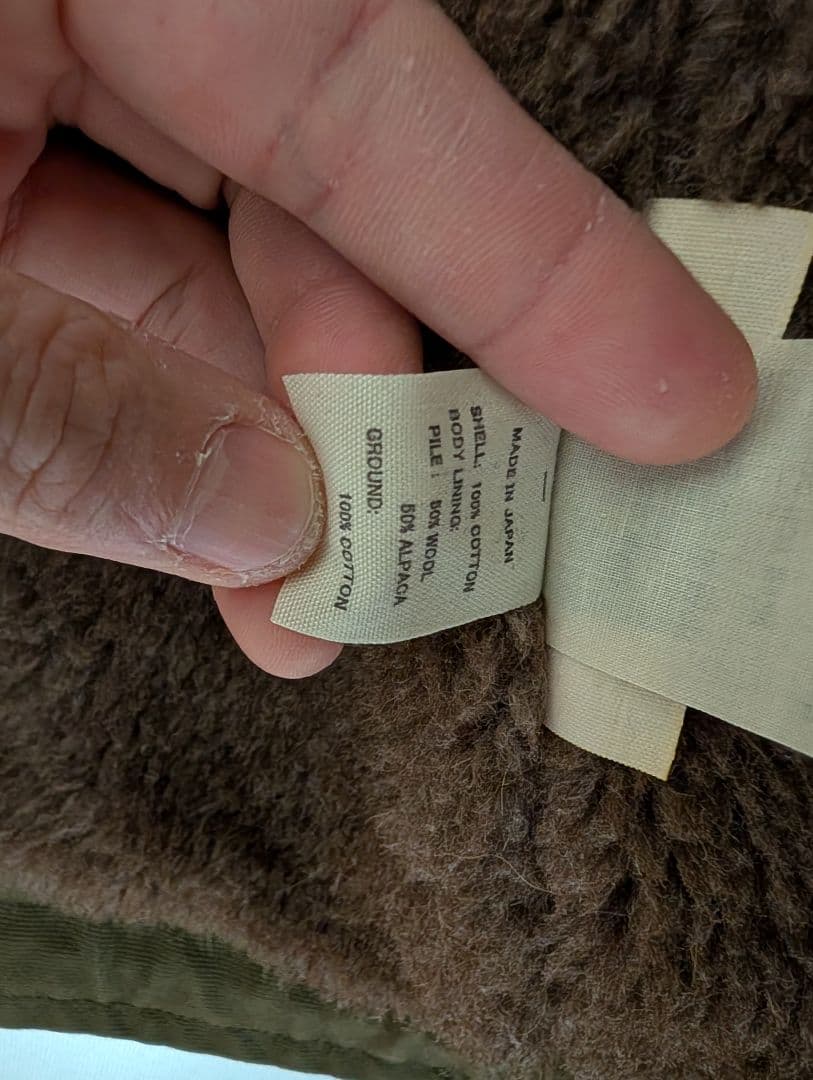 MADE IN JAPAN
SHELL: 100% COTTON
BODY LINING:
PILE: 50% WOOL
50% ALPACA
GROUND:
100% COTTON